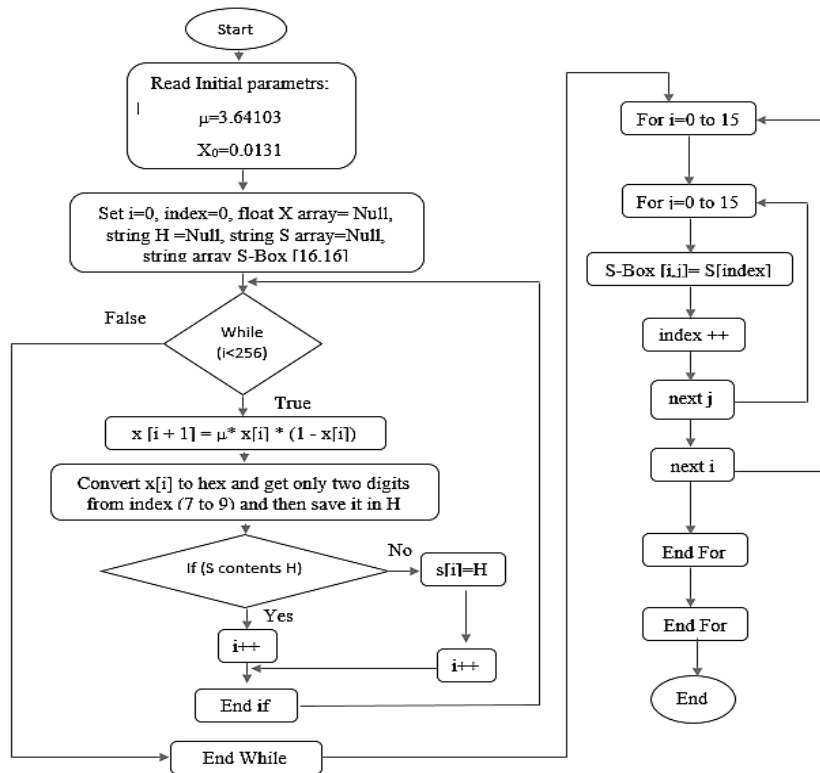 Start
Read Initial parametrs:
μ=3.64103
X₀=0.0131
Set i=0, index=0, float X array= Null,
string H =Null, string S array=Null,
string array S-Box [16,16]
False
While
(i<256)
True
x [i + 1] = μ* x[i] * (1 - x[i])
Convert x[i] to hex and get only two digits
from index (7 to 9) and then save it in H
If (S contents H)
No
s[i]=H
Yes
i++
i++
End if
End While
For i=0 to 15
For j=0 to 15
S-Box [i,j]= S[index]
index ++
next j
next i
End For
End For
End